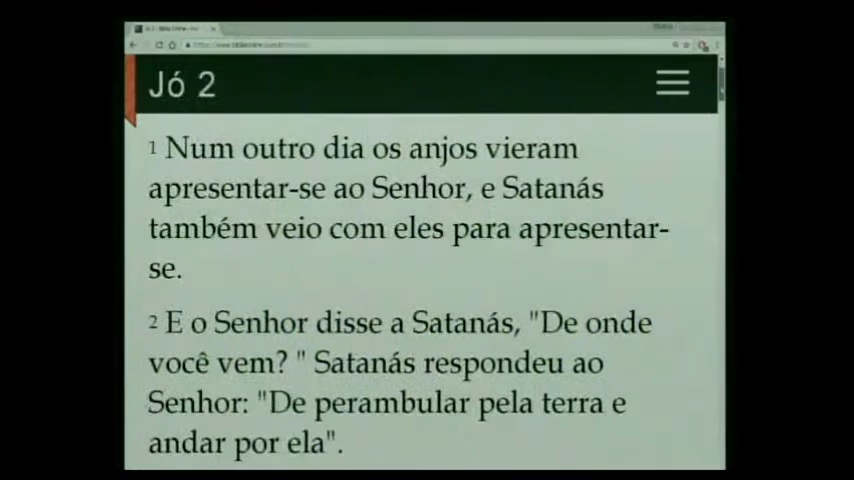 Jó 2
1 Num outro dia os anjos vieram
apresentar-se ao Senhor, e Satanás
também veio com eles para apresentar-
se.
2 E o Senhor disse a Satanás, "De onde
você vem? " Satanás respondeu ao
Senhor: "De perambular pela terra e
andar por ela".